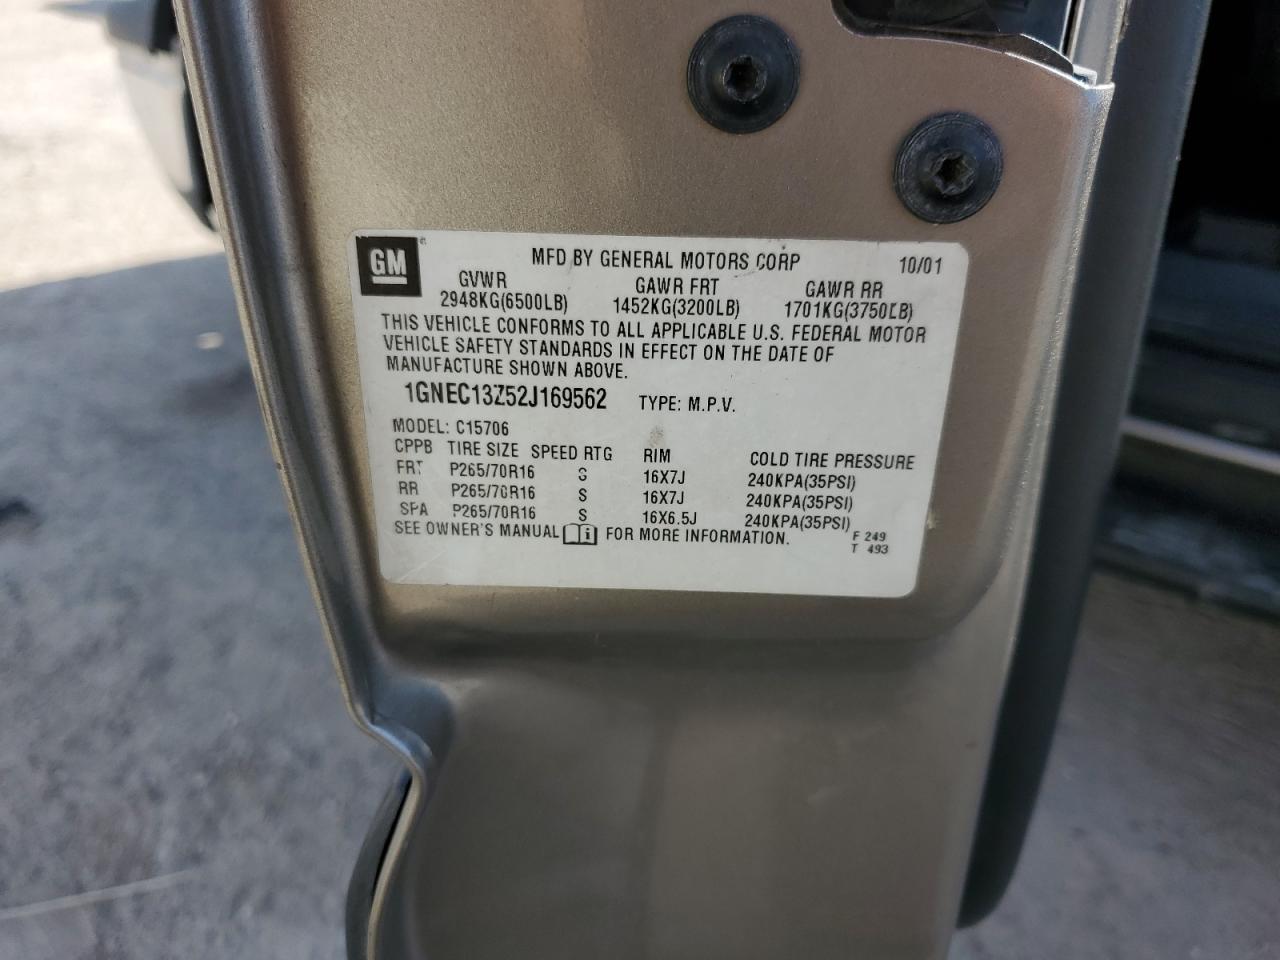 GM
MFD BY GENERAL MOTORS CORP 10/01
GVWR GAWR FRT GAWR RR
2948KG(6500LB) 1452KG(3200LB) 1701KG(3750LB)
THIS VEHICLE CONFORMS TO ALL APPLICABLE U.S. FEDERAL MOTOR
VEHICLE SAFETY STANDARDS IN EFFECT ON THE DATE OF
MANUFACTURE SHOWN ABOVE.
1GNEC13Z52J169562 TYPE: M.P.V.
MODEL: C15706
CPPB TIRE SIZE SPEED RTG RIM COLD TIRE PRESSURE
FRT P265/70R16 S 16X7J 240KPA(35PSI)
RR P265/70R16 S 16X7J 240KPA(35PSI)
SPA P265/70R16 S 16X6.5J 240KPA(35PSI)
SEE OWNER'S MANUAL i FOR MORE INFORMATION.
F 249
T 493